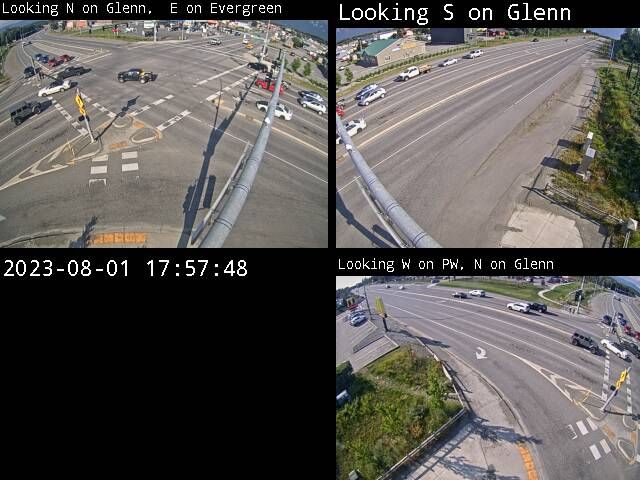 Looking N on Glenn,  E on Evergreen
Looking S on Glenn
2023-08-01 17:57:48
Looking W on PW, N on Glenn